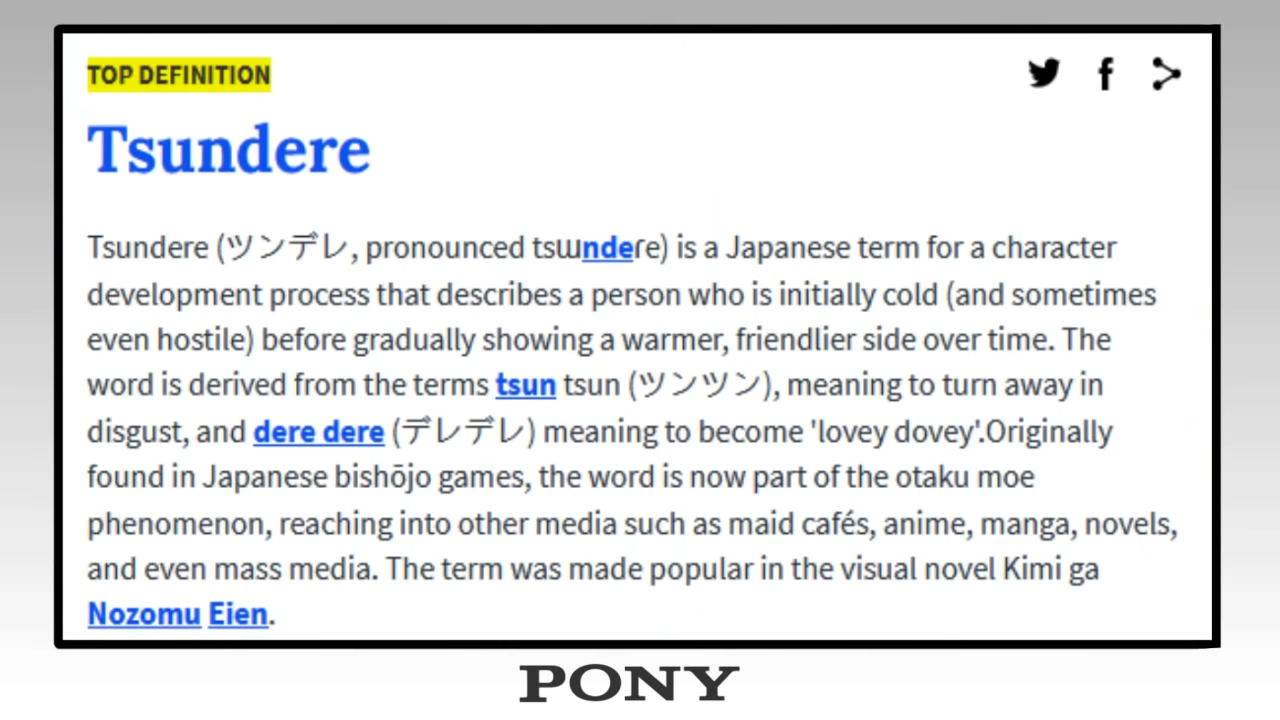 TOP DEFINITION
Tsundere
Tsundere (ツンデレ, pronounced tsɯndeɾe) is a Japanese term for a character
development process that describes a person who is initially cold (and sometimes
even hostile) before gradually showing a warmer, friendlier side over time. The
word is derived from the terms tsun tsun (ツンツン), meaning to turn away in
disgust, and dere dere (デレデレ) meaning to become 'lovey dovey'.Originally
found in Japanese bishōjo games, the word is now part of the otaku moe
phenomenon, reaching into other media such as maid cafés, anime, manga, novels,
and even mass media. The term was made popular in the visual novel Kimi ga
Nozomu Eien.
PONY